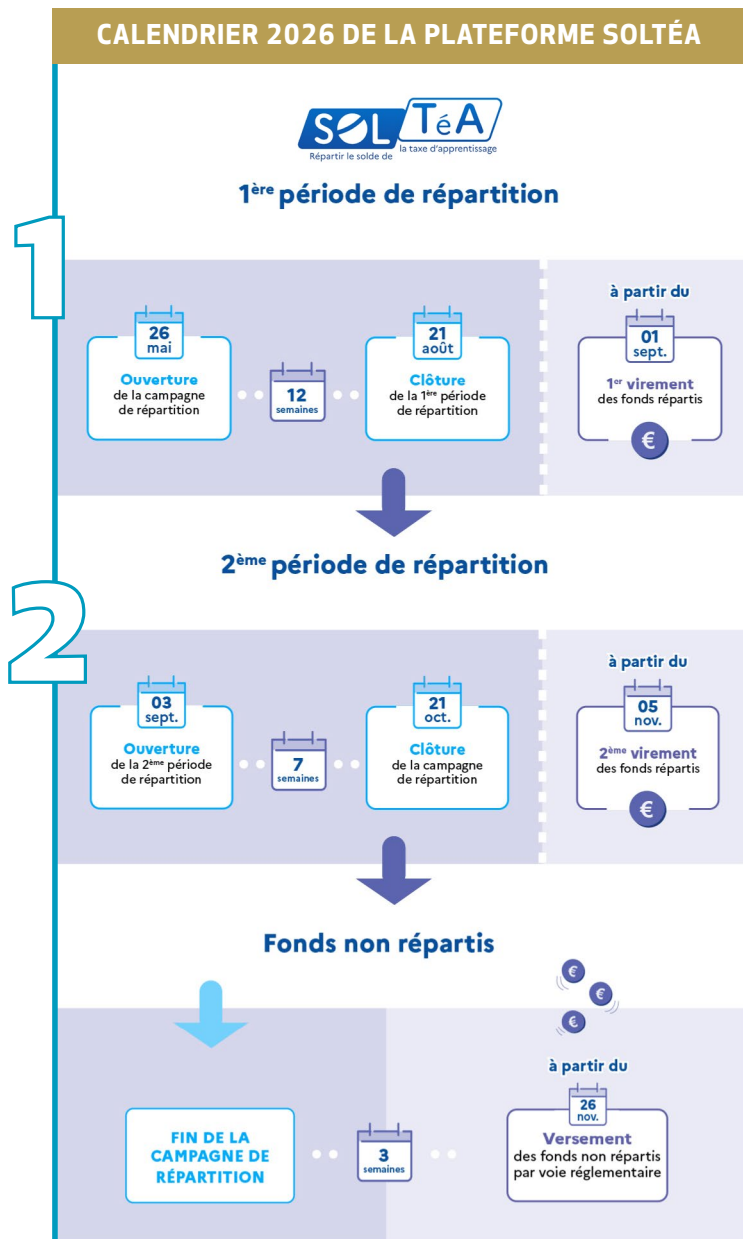 CALENDRIER 2026 DE LA PLATEFORME SOLTÉA
SOLTéA
Répartir le solde de la taxe d'apprentissage
1ère période de répartition
1
26
mai
Ouverture
de la campagne
de répartition
12
semaines
21
août
Clôture
de la 1ère période
de répartition
à partir du
01
sept.
1er virement
des fonds répartis
€
2ème période de répartition
2
03
sept.
Ouverture
de la 2ème période
de répartition
7
semaines
21
oct.
Clôture
de la campagne
de répartition
à partir du
05
nov.
2ème virement
des fonds répartis
€
Fonds non répartis
€
€
€
FIN DE LA
CAMPAGNE DE
RÉPARTITION
3
semaines
à partir du
26
nov.
Versement
des fonds non répartis
par voie réglementaire